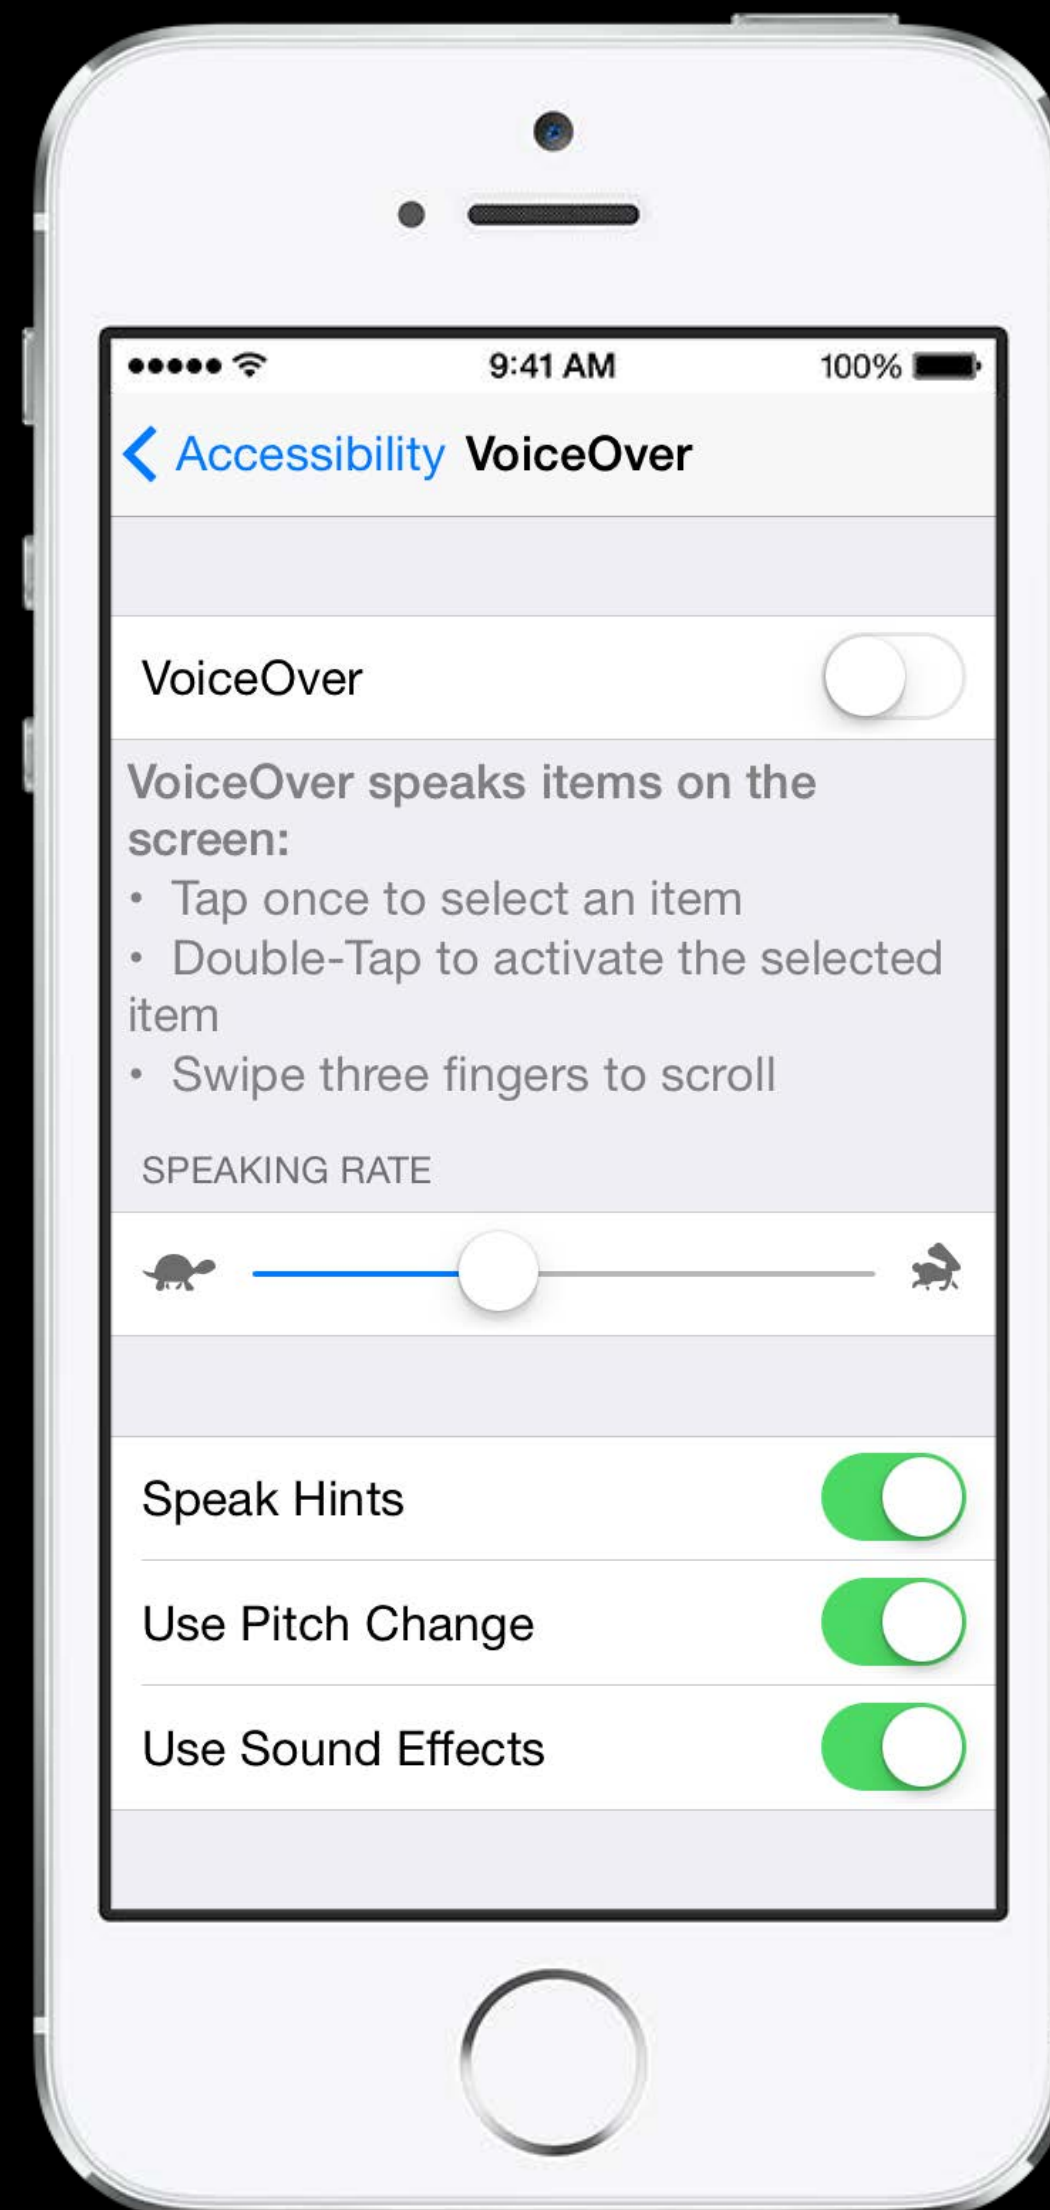 9:41 AM 100%
Accessibility VoiceOver
VoiceOver
VoiceOver speaks items on the
screen:
• Tap once to select an item
• Double-Tap to activate the selected
item
• Swipe three fingers to scroll
SPEAKING RATE
Speak Hints
Use Pitch Change
Use Sound Effects